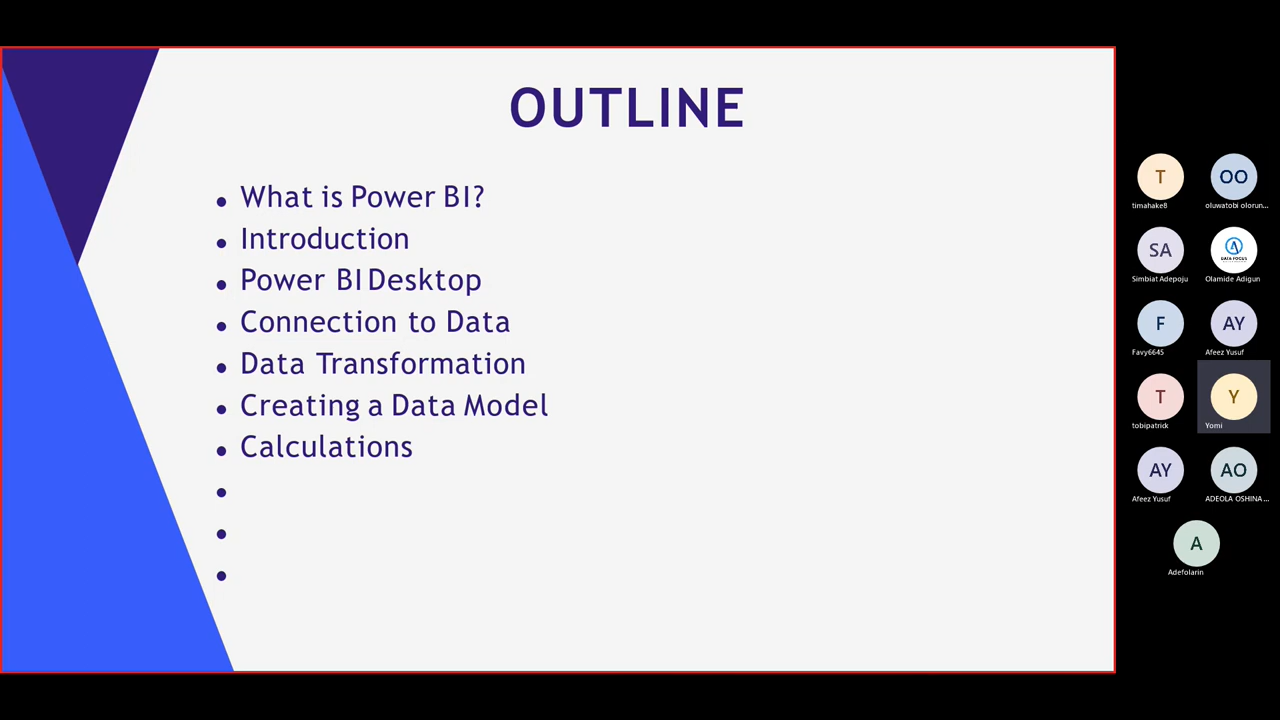 OUTLINE
• What is Power BI?
• Introduction
• Power BI Desktop
• Connection to Data
• Data Transformation
• Creating a Data Model
• Calculations
•
•
•
T
timahake8
OO
oluwatobi olorun...
SA
Simbiat Adepoju
A
DATA FOCUS
Olamide Adigun
F
Favy6645
AY
Afeez Yusuf
T
tobipatrick
Y
Yomi
AY
Afeez Yusuf
AO
ADEOLA OSHINA...
A
Adefolarin